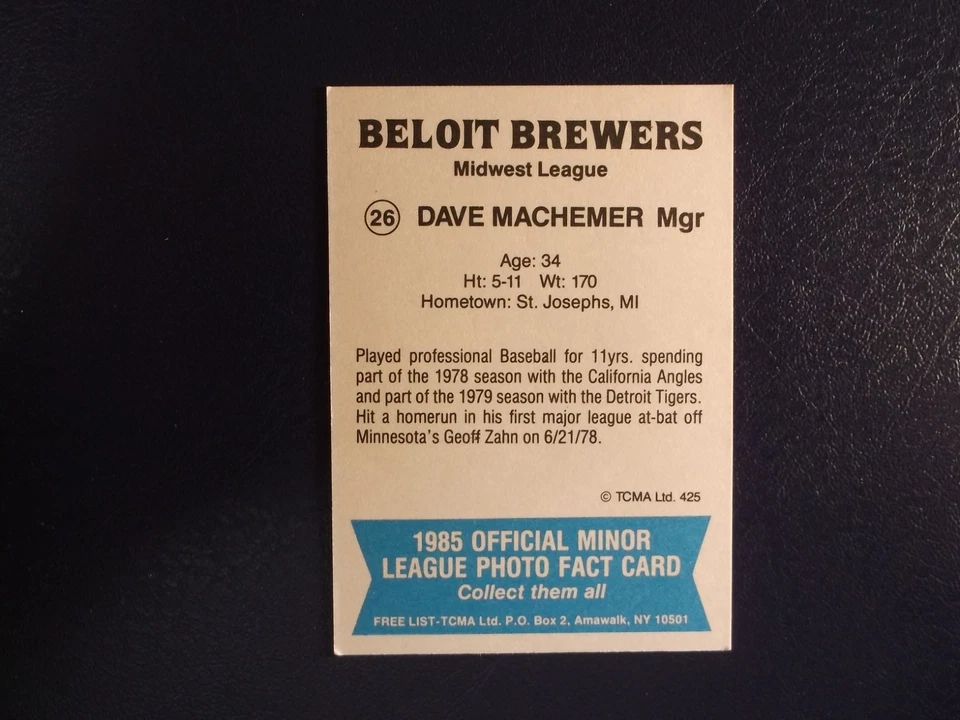 BELOIT BREWERS
Midwest League
26 DAVE MACHEMER Mgr
Age: 34
Ht: 5-11 Wt: 170
Hometown: St. Josephs, MI
Played professional Baseball for 11yrs. spending
part of the 1978 season with the California Angles
and part of the 1979 season with the Detroit Tigers.
Hit a homerun in his first major league at-bat off
Minnesota's Geoff Zahn on 6/21/78.
© TCMA Ltd. 425
1985 OFFICIAL MINOR
LEAGUE PHOTO FACT CARD
Collect them all
FREE LIST-TCMA Ltd. P.O. Box 2, Amawalk, NY 10501